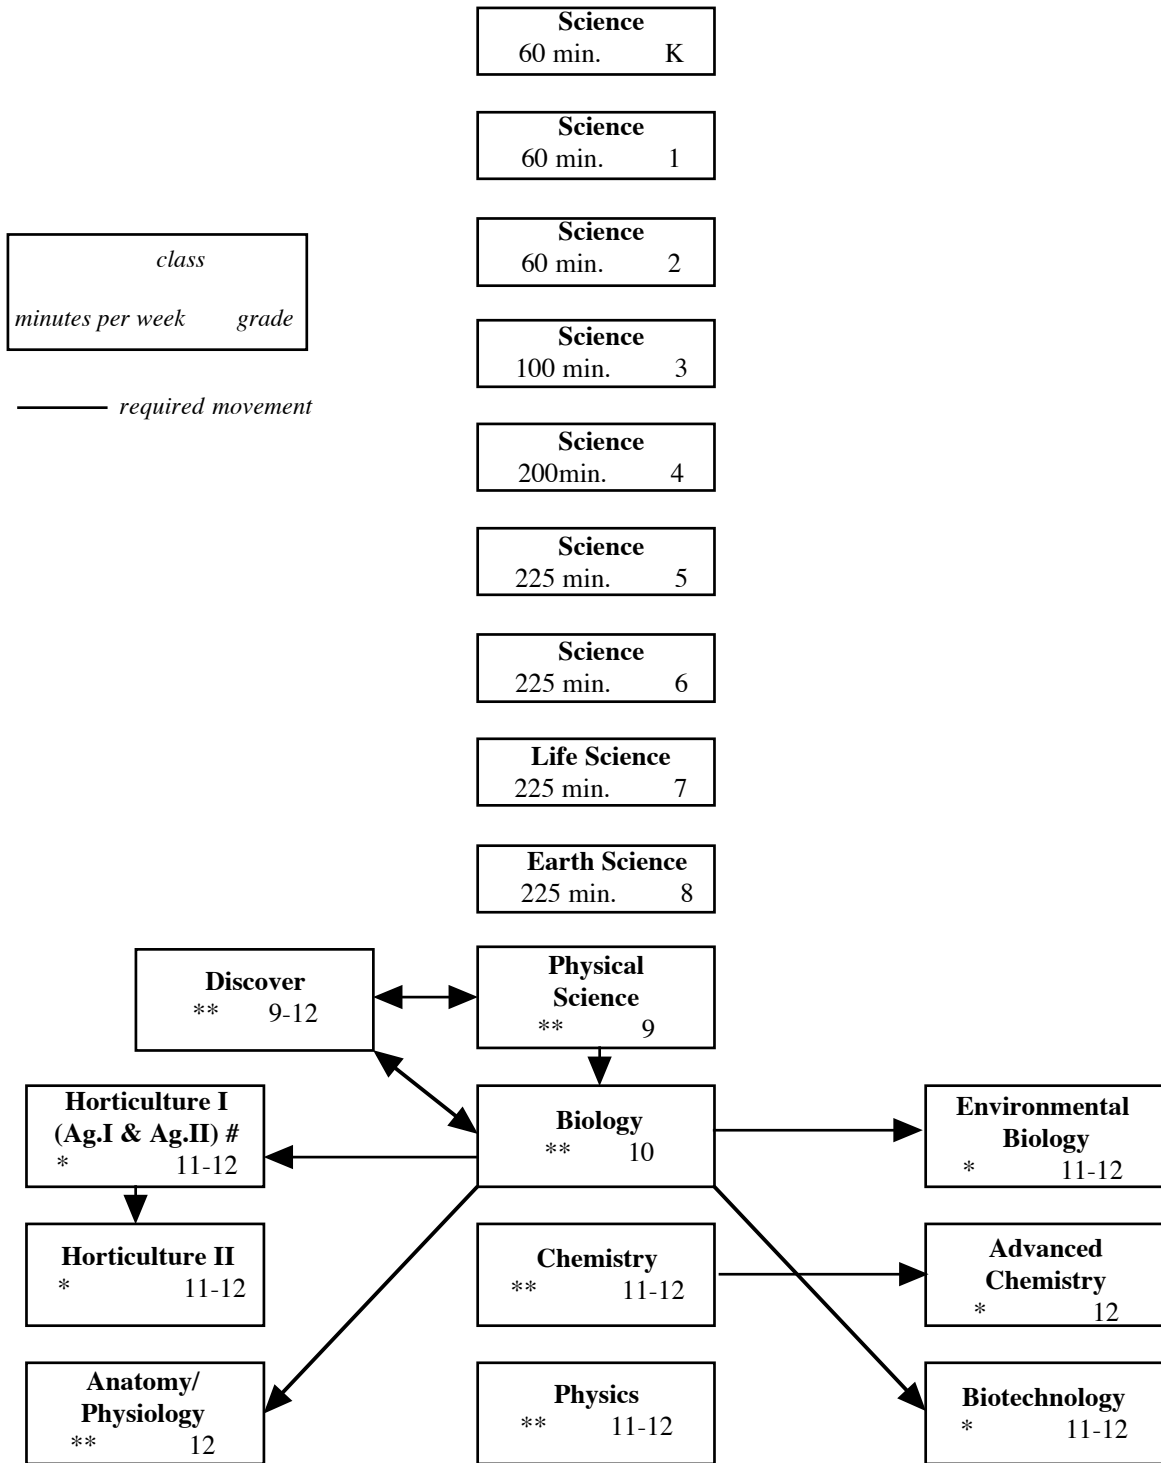 Science
60 min. K
Science
60 min. 1
Science
60 min. 2
class
minutes per week grade
Science
100 min. 3
required movement
Science
200min. 4
Science
225 min. 5
Science
225 min. 6
Life Science
225 min. 7
Earth Science
225 min. 8
Discover
** 9-12
Physical
Science
** 9
Horticulture I
(Ag.I & Ag.II) #
* 11-12
Biology
** 10
Environmental
Biology
* 11-12
Horticulture II
* 11-12
Chemistry
** 11-12
Advanced
Chemistry
* 12
Anatomy/
Physiology
** 12
Physics
** 11-12
Biotechnology
* 11-12